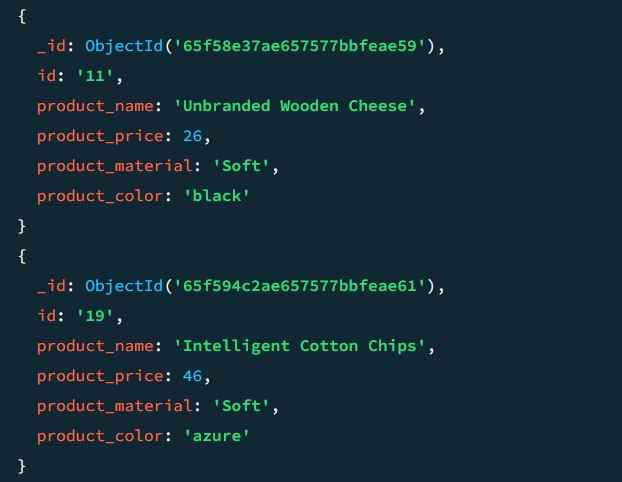 {
_id: ObjectId('65f58e37ae657577bbfeae59'),
id: '11',
product_name: 'Unbranded Wooden Cheese',
product_price: 26,
product_material: 'Soft',
product_color: 'black'
}
{
_id: ObjectId('65f594c2ae657577bbfeae61'),
id: '19',
product_name: 'Intelligent Cotton Chips',
product_price: 46,
product_material: 'Soft',
product_color: 'azure'
}